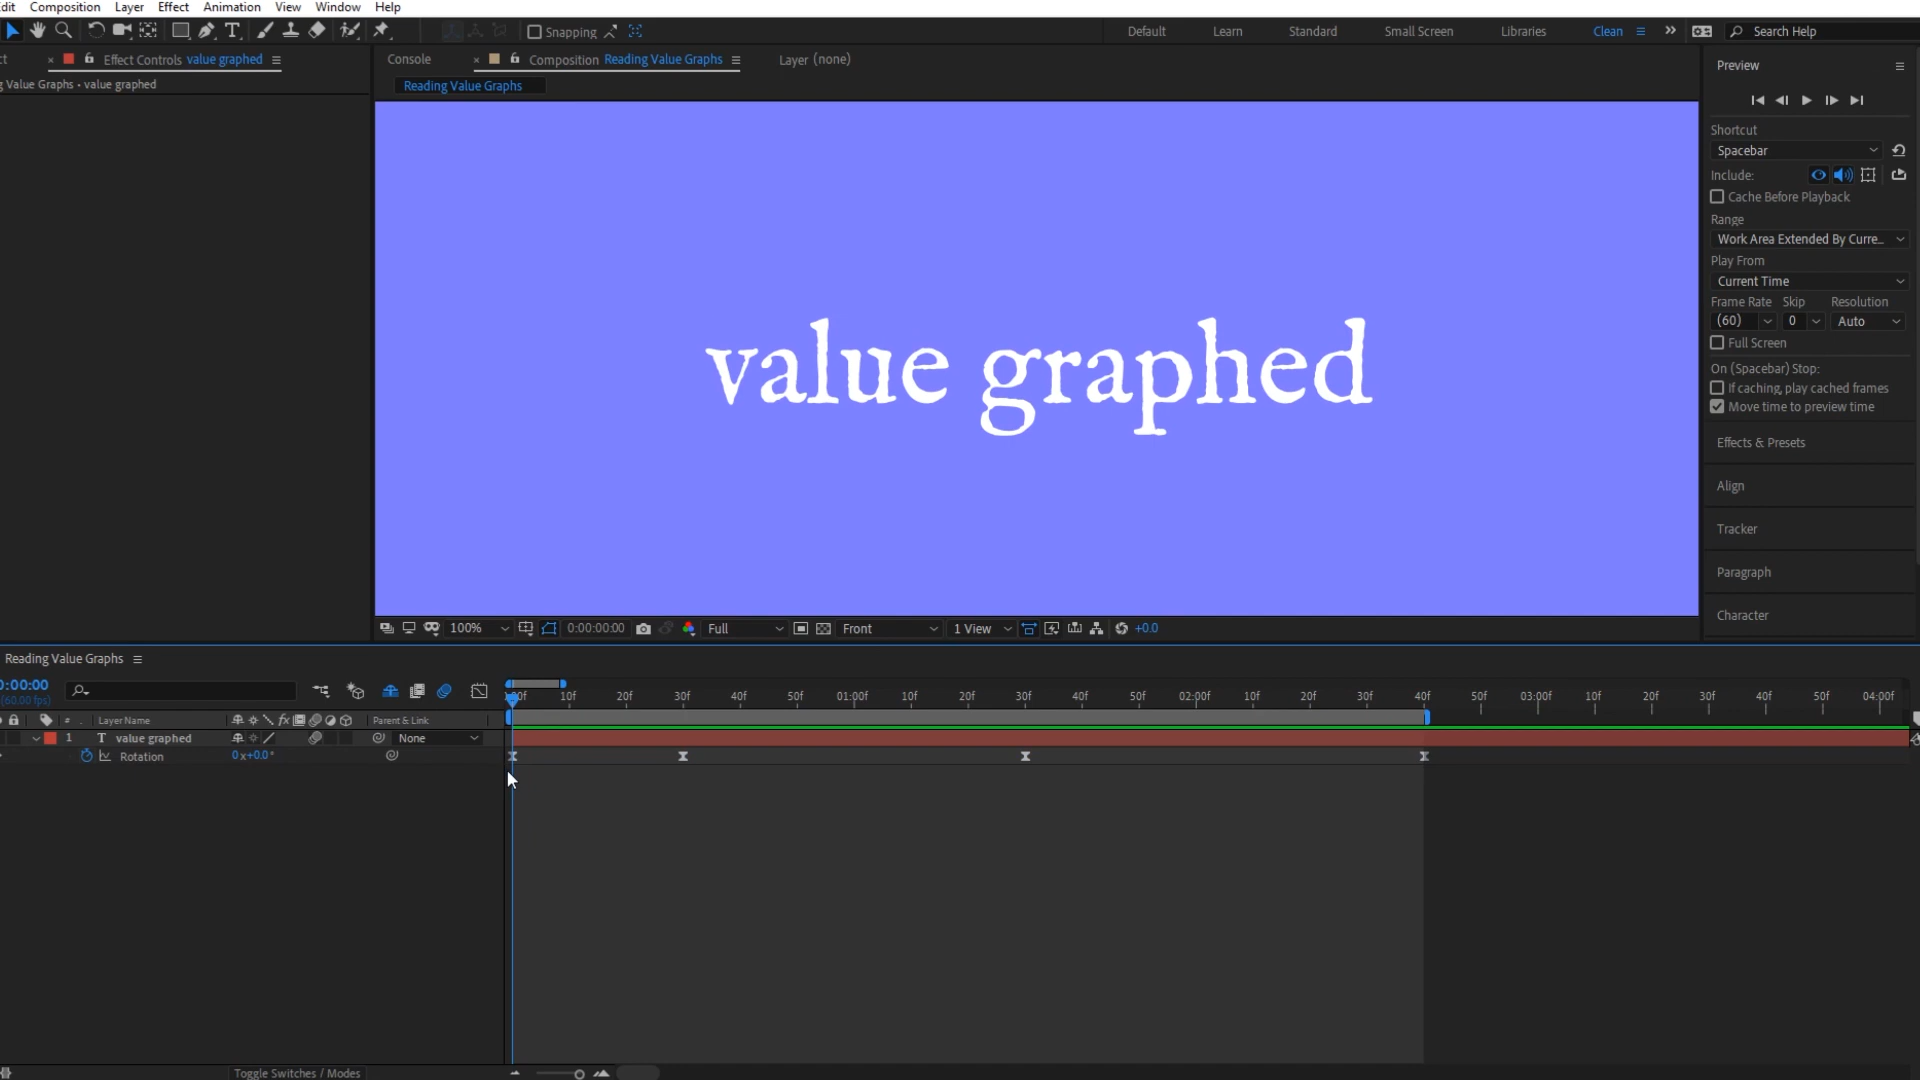 dit Composition Layer Effect Animation View Window Help
Snapping Default Learn Standard Small Screen Libraries Clean Search Help
ct × Effect Controls value graphed
g Value Graphs • value graphed
Console × Composition Reading Value Graphs Layer (none)
Reading Value Graphs
value graphed
100% 0:00:00:00 Full Front 1 View +0.0
Preview
Shortcut
Spacebar
Include:
Cache Before Playback
Range
Work Area Extended By Curre...
Play From
Current Time
Frame Rate Skip Resolution
(60) 0 Auto
Full Screen
On (Spacebar) Stop:
If caching, play cached frames
Move time to preview time
Effects & Presets
Align
Tracker
Paragraph
Character
Reading Value Graphs
0:00:00
(60.00 fps)
00f 10f 20f 30f 40f 50f 01:00f 10f 20f 30f 40f 50f 02:00f 10f 20f 30f 40f 50f 03:00f 10f 20f 30f 40f 50f 04:00f
# . Layer Name fx Parent & Link
1 T value graphed None
Rotation 0x+0.0°
Toggle Switches / Modes